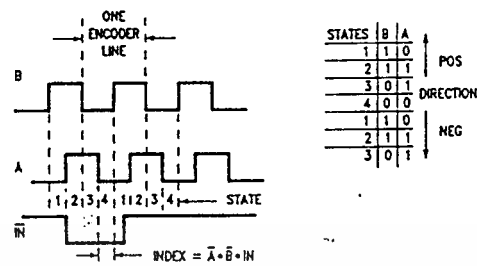 ONE
ENCODER
LINE
B
A
1 2 3 4 1 2 3 4 STATE
I̅N̅
INDEX = A̅•B̅•IN
STATES B A
1 1 0
2 1 1
3 0 1
4 0 0
1 1 0
2 1 1
3 0 1
POS
DIRECTION
NEG